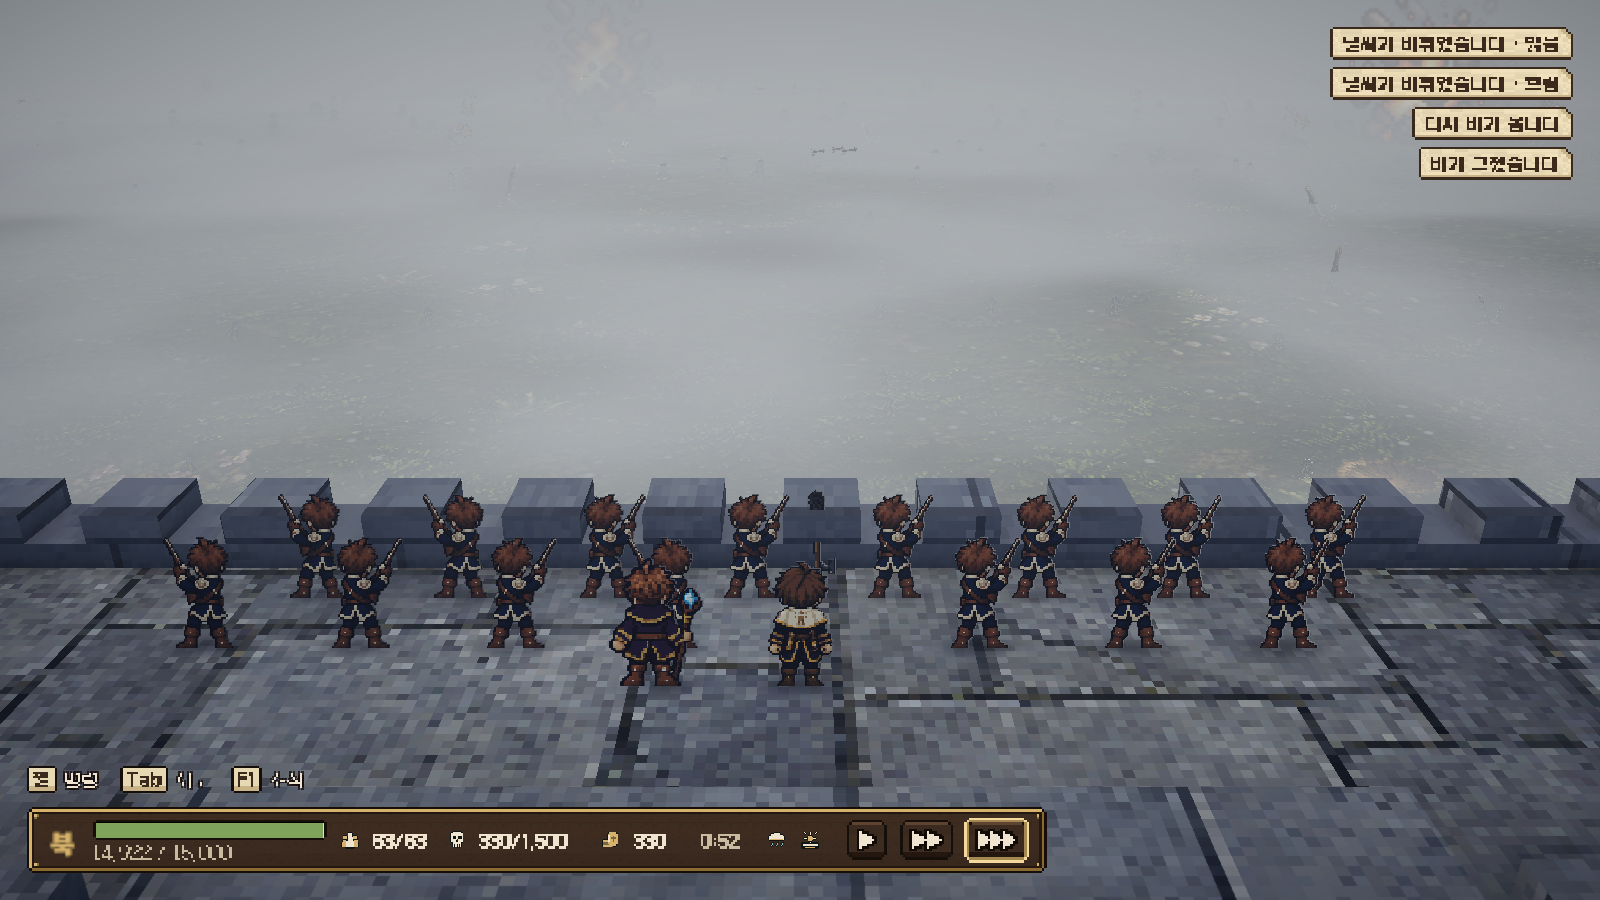 날씨가 바뀌었습니다 · 맑음
날씨가 바뀌었습니다 · 흐림
다시 비가 옵니다
비가 그쳤습니다
Tab
F1
북
14,922 / 15,000
63/63
330/1,500
330
0:52